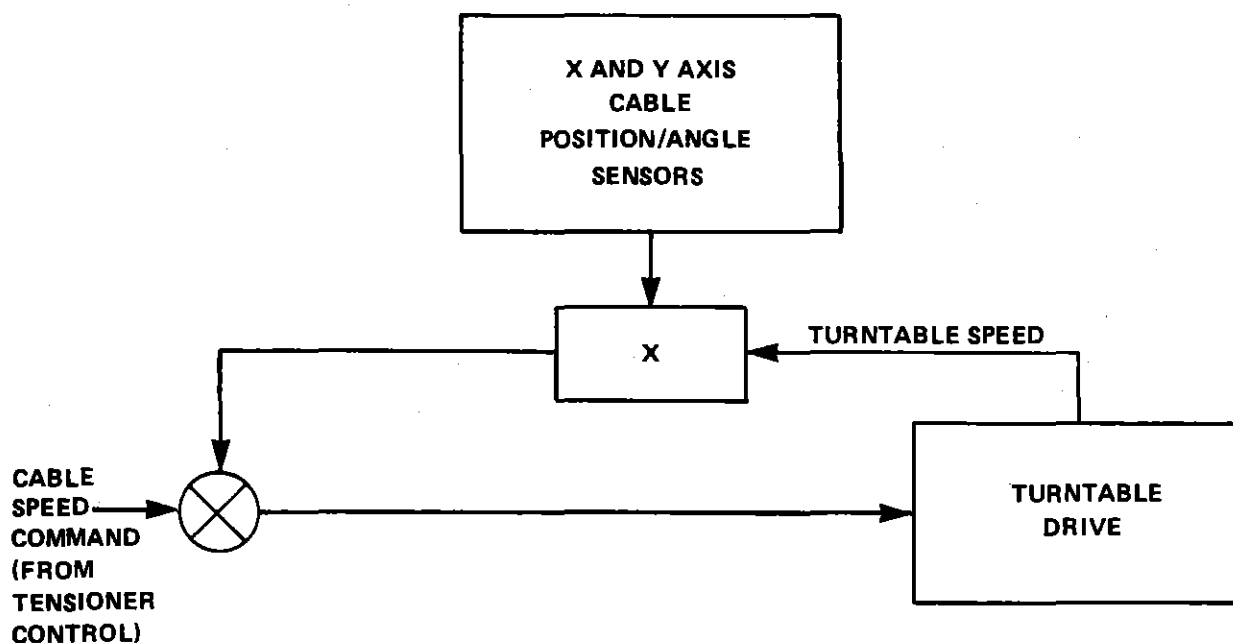 X AND Y AXIS
CABLE
POSITION/ANGLE
SENSORS
X
TURNTABLE SPEED
CABLE
SPEED
COMMAND
(FROM
TENSIONER
CONTROL)
TURNTABLE
DRIVE